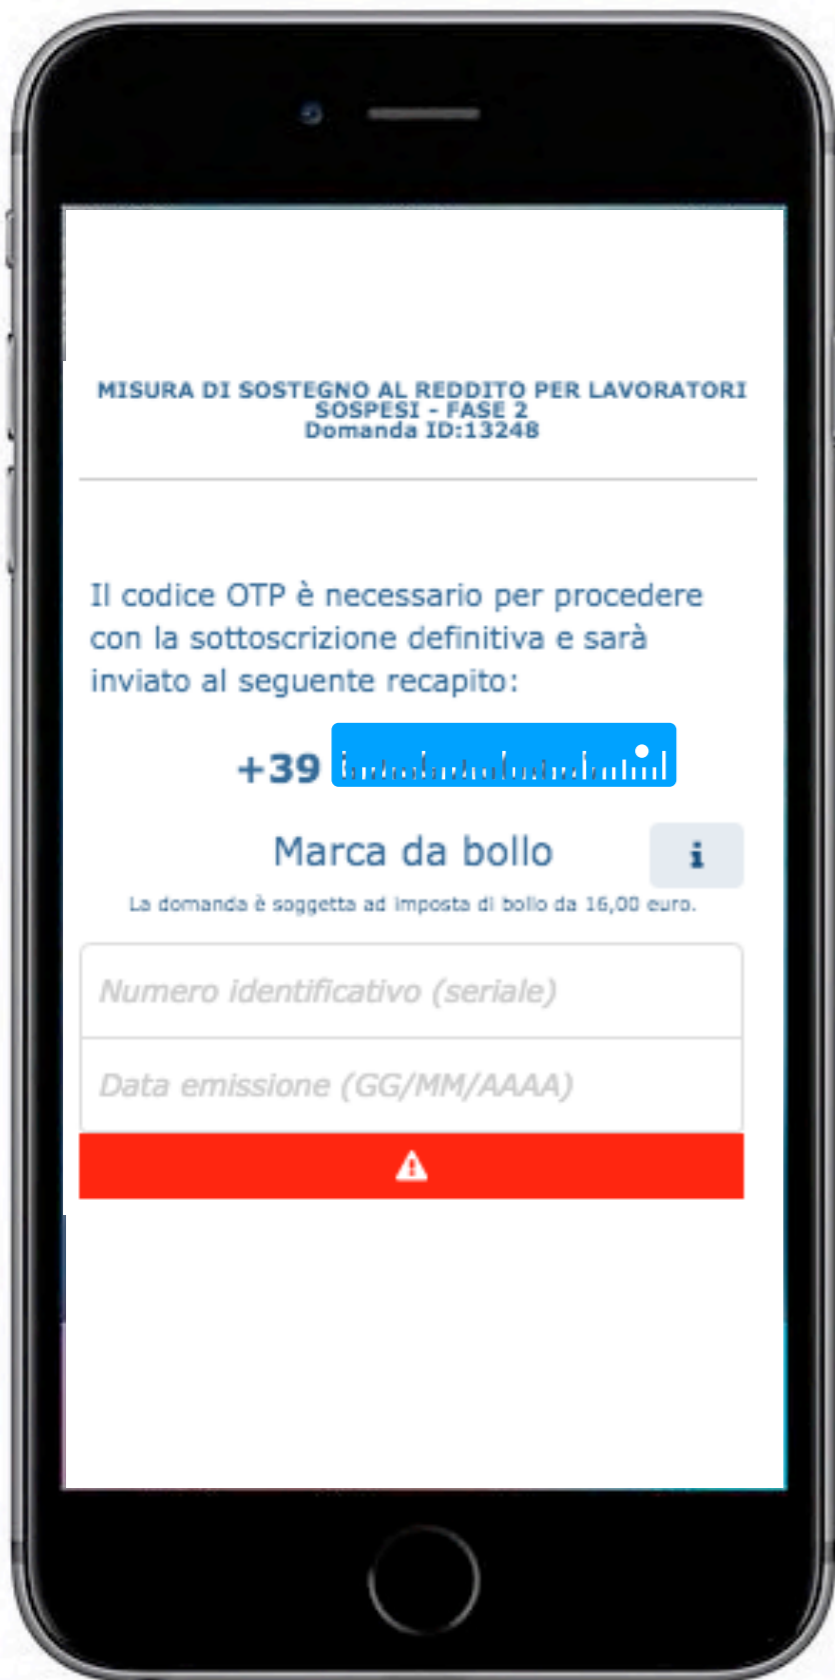 MISURA DI SOSTEGNO AL REDDITO PER LAVORATORI
SOSPESI - FASE 2
Domanda ID:13248
Il codice OTP è necessario per procedere
con la sottoscrizione definitiva e sarà
inviato al seguente recapito:
+39
Marca da bollo
i
La domanda è soggetta ad imposta di bollo da 16,00 euro.
Numero identificativo (seriale)
Data emissione (GG/MM/AAAA)